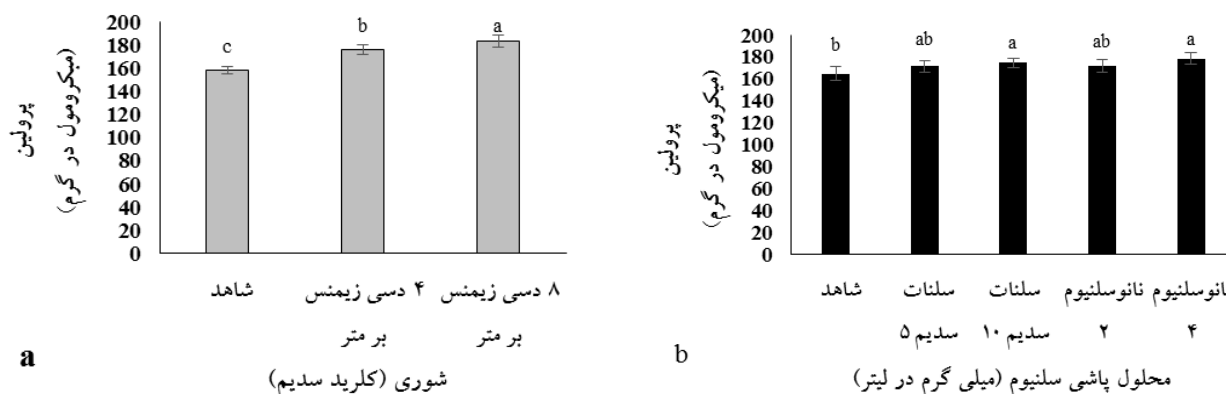 200
180
160
140
120
100
80
60
40
20
0
پرولین
(میکرومول در گرم)
c
b
a
شاهد
۴ دسی زیمنس
بر متر
۸ دسی زیمنس
بر متر
شوری (کلرید سدیم)
a
200
180
160
140
120
100
80
60
40
20
0
پرولین
(میکرومول در گرم)
b
ab
a
ab
a
شاهد
سلنات
سدیم ۵
سلنات
سدیم ۱۰
نانوسلنیوم
۲
نانوسلنیوم
۴
محلول پاشی سلنیوم (میلی گرم در لیتر)
b